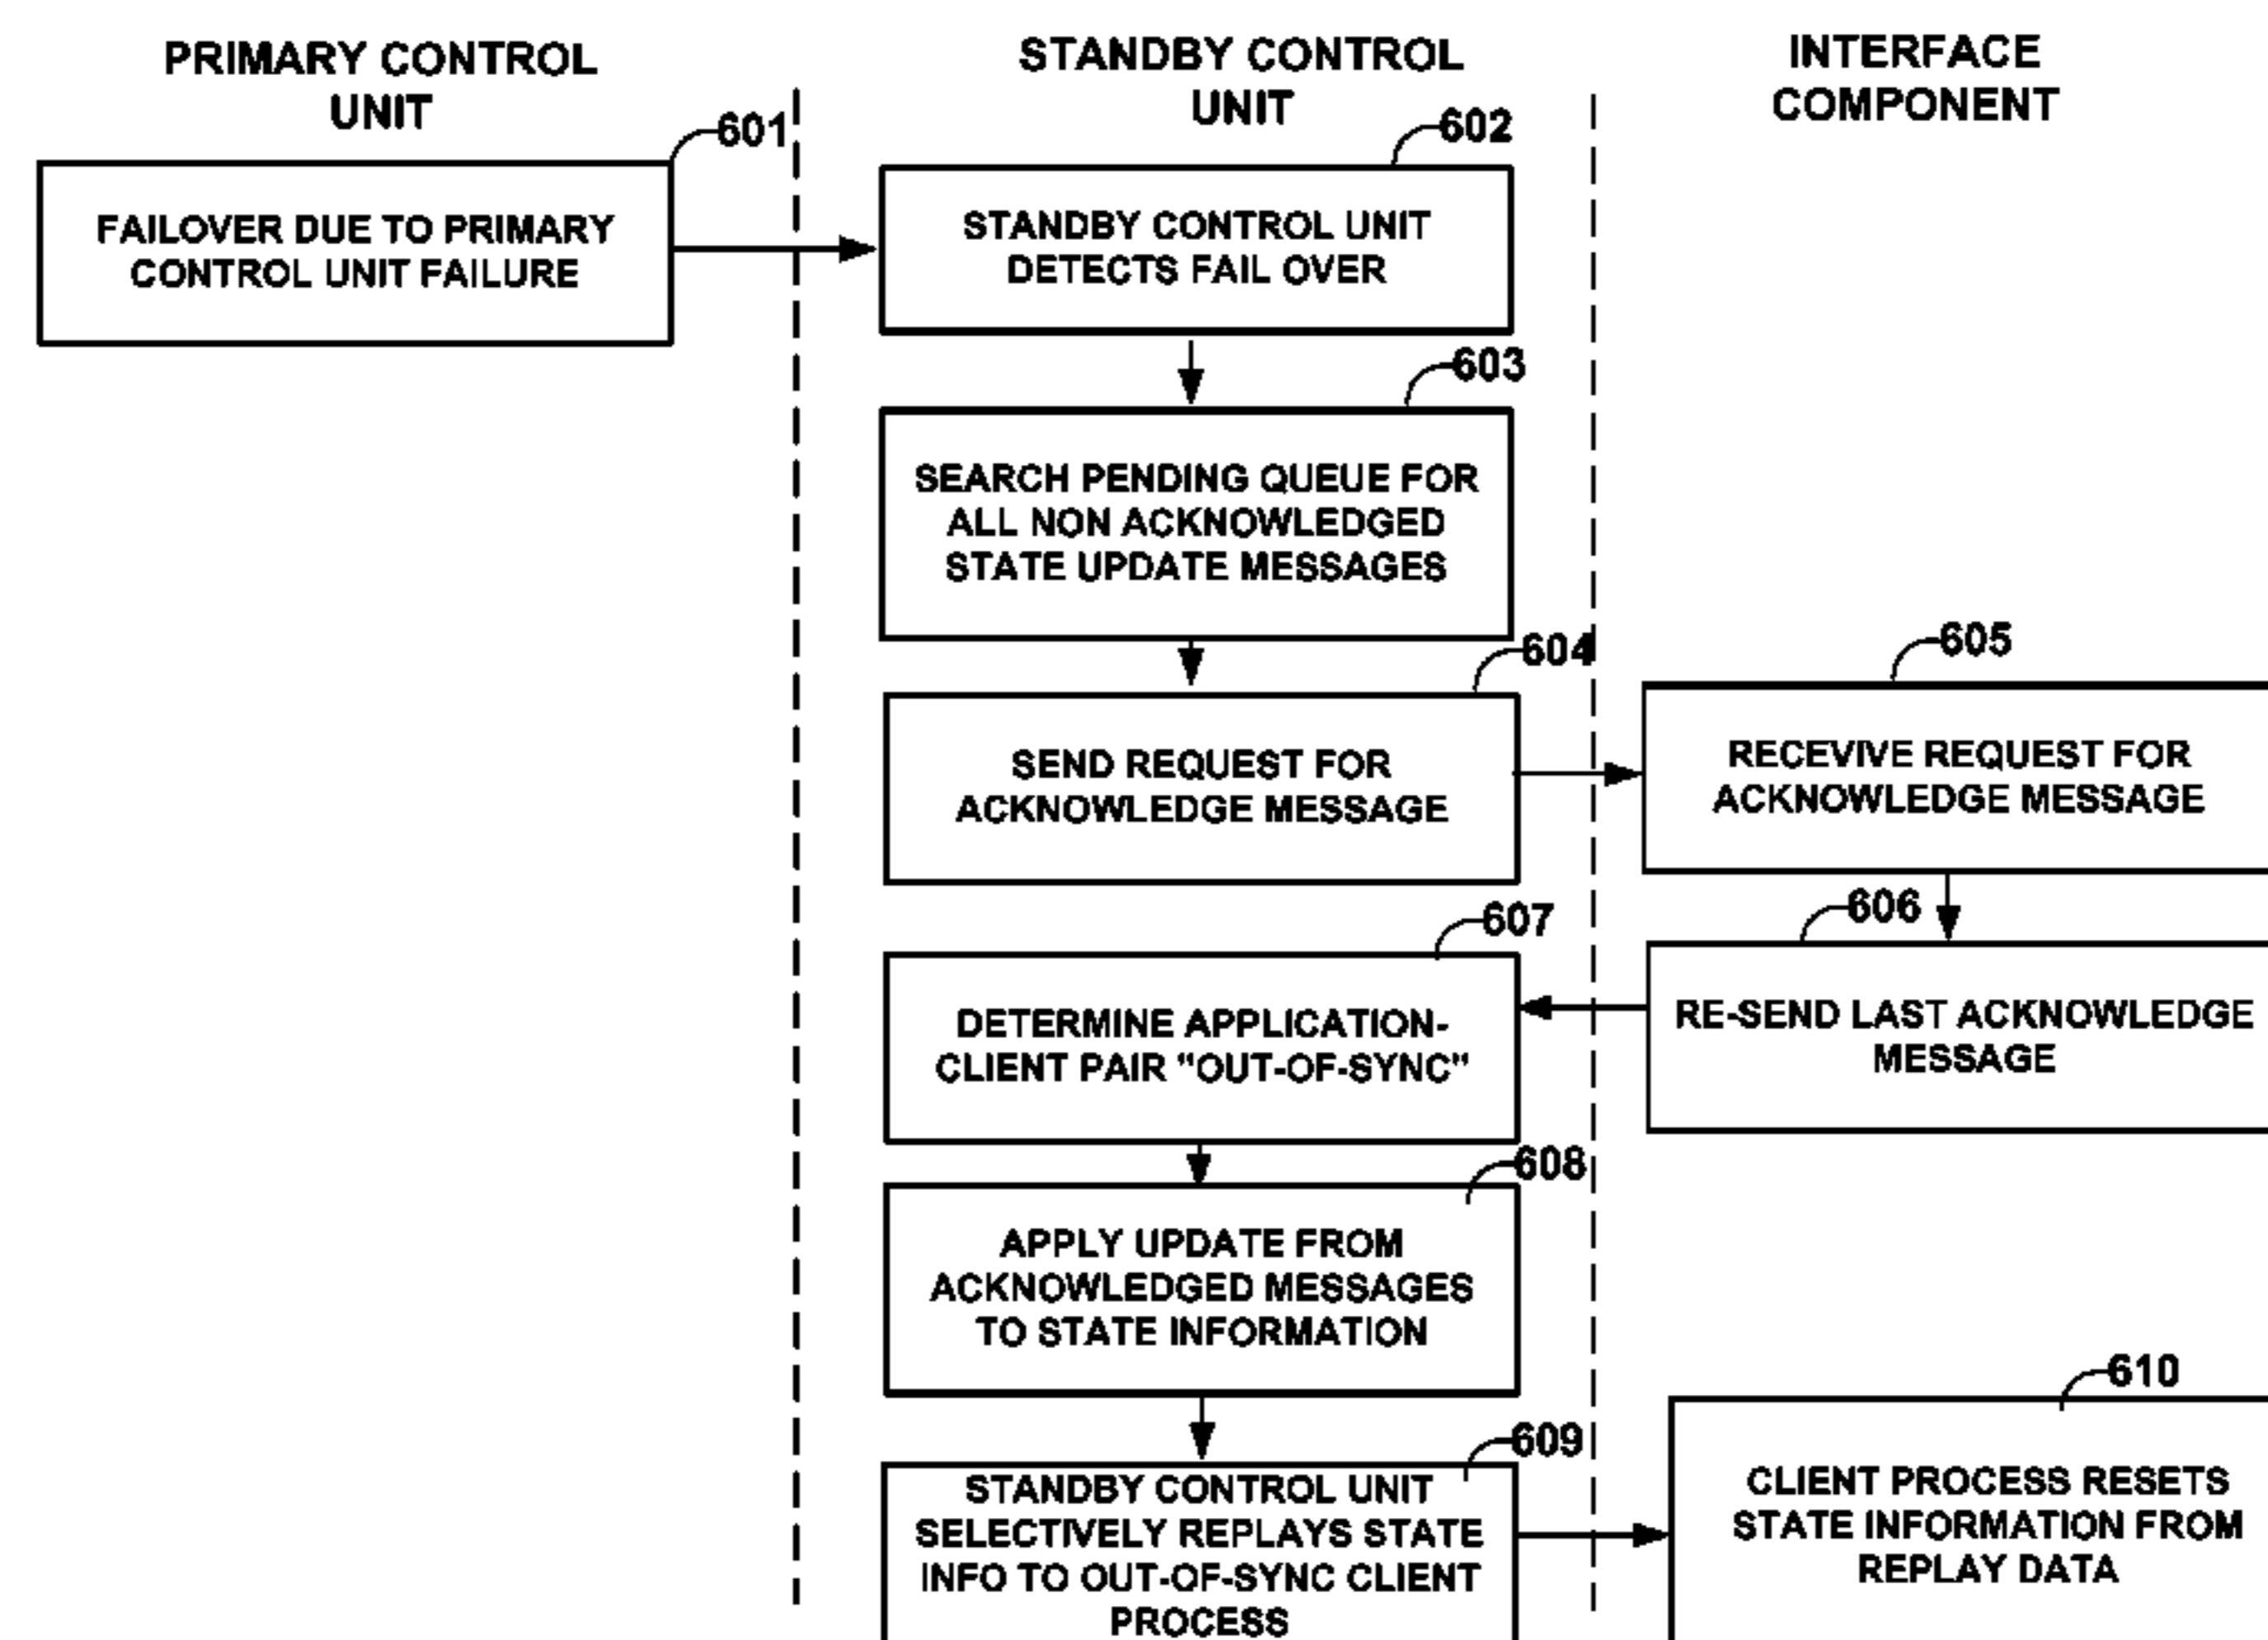 PRIMARY CONTROL
UNIT
STANDBY CONTROL
UNIT
INTERFACE
COMPONENT
601
FAILOVER DUE TO PRIMARY
CONTROL UNIT FAILURE
602
STANDBY CONTROL UNIT
DETECTS FAIL OVER
603
SEARCH PENDING QUEUE FOR
ALL NON ACKNOWLEDGED
STATE UPDATE MESSAGES
604
SEND REQUEST FOR
ACKNOWLEDGE MESSAGE
605
RECEVIVE REQUEST FOR
ACKNOWLEDGE MESSAGE
606
RE-SEND LAST ACKNOWLEDGE
MESSAGE
607
DETERMINE APPLICATION-
CLIENT PAIR "OUT-OF-SYNC"
608
APPLY UPDATE FROM
ACKNOWLEDGED MESSAGES
TO STATE INFORMATION
609
STANDBY CONTROL UNIT
SELECTIVELY REPLAYS STATE
INFO TO OUT-OF-SYNC CLIENT
PROCESS
610
CLIENT PROCESS RESETS
STATE INFORMATION FROM
REPLAY DATA